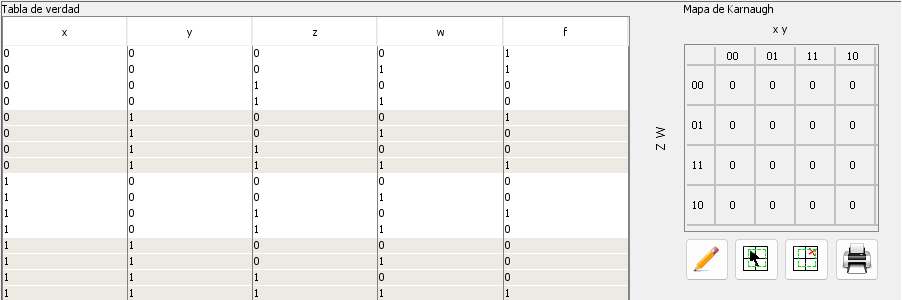 Tabla de verdad
x y z w f
0 0 0 0 1
0 0 0 1 1
0 0 1 0 0
0 0 1 1 0
0 1 0 0 1
0 1 0 1 0
0 1 1 0 0
0 1 1 1 1
1 0 0 0 0
1 0 0 1 0
1 0 1 0 1
1 0 1 1 0
1 1 0 0 0
1 1 0 1 0
1 1 1 0 0
1 1 1 1 1
Mapa de Karnaugh
x y
00 01 11 10
00 0 0 0 0
01 0 0 0 0
11 0 0 0 0
10 0 0 0 0
Z W